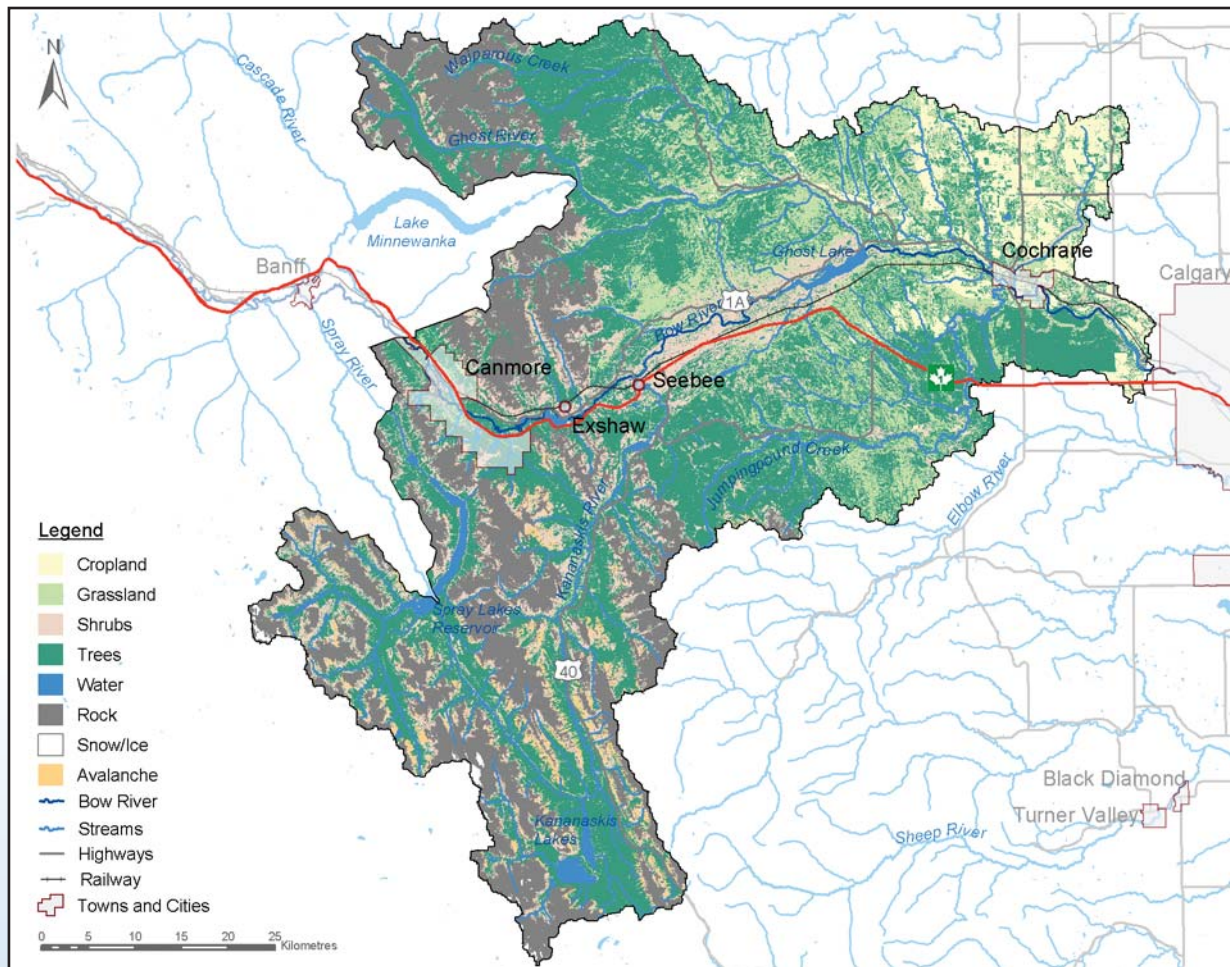 N
Cascade River
Waiparous Creek
Ghost River
Lake
Minnewanka
Banff
Spray River
Ghost Lake
Cochrane
Calgary
1A
Bow River
Canmore
Seebee
1
Exshaw
Jumpingpound Creek
Elbow River
Kananaskis River
Spray Lakes
Reservoir
40
Kananaskis
Lakes
Black Diamond
Turner Valley
Sheep River
Legend
Cropland
Grassland
Shrubs
Trees
Water
Rock
Snow/Ice
Avalanche
Bow River
Streams
Highways
Railway
Towns and Cities
0 5 10 15 20 25
Kilometres